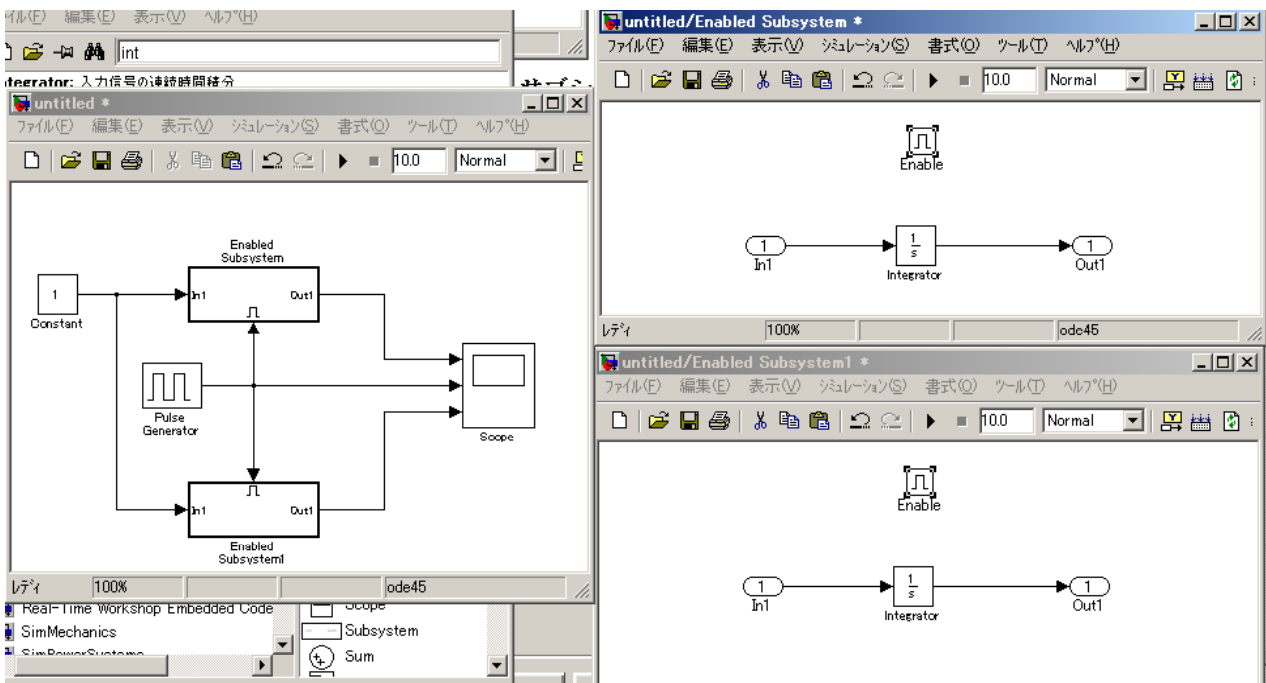 編集(E) 表示(V) ヘルプ(H)
int
Integrator: 入力信号の連続時間積分
untitled *
ファイル(F) 編集(E) 表示(V) シミュレーション(S) 書式(O) ツール(T) ヘルプ(H)
10.0 Normal
Enabled
Subsystem
1
In1 Out1
Constant
Pulse
Generator
Scope
In1 Out1
Enabled
Subsystem1
レディ 100% ode45
Real-Time Workshop Embedded Code
SimMechanics
SimPowerSystems
Scope
Subsystem
Sum
untitled/Enabled Subsystem *
ファイル(F) 編集(E) 表示(V) シミュレーション(S) 書式(O) ツール(T) ヘルプ(H)
10.0 Normal
Enable
1 1/s 1
In1 Integrator Out1
レディ 100% ode45
untitled/Enabled Subsystem1 *
ファイル(F) 編集(E) 表示(V) シミュレーション(S) 書式(O) ツール(T) ヘルプ(H)
10.0 Normal
Enable
1 1/s 1
In1 Integrator Out1